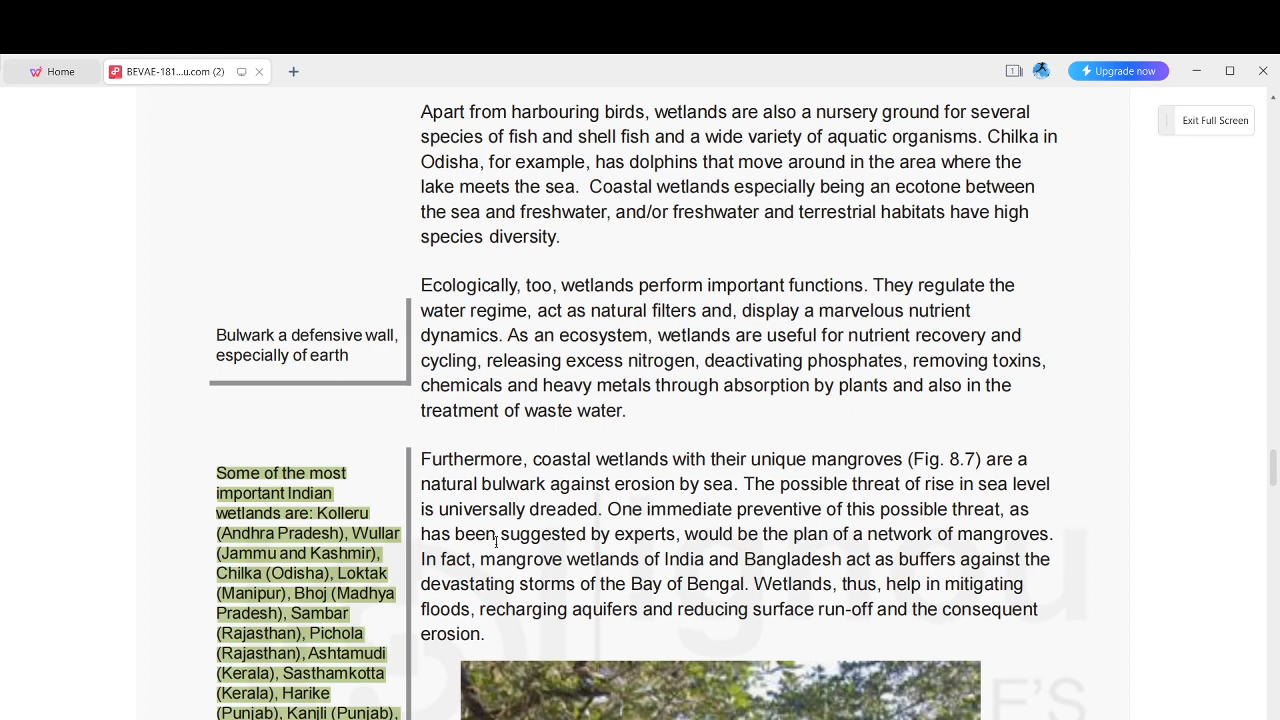 Home
BEVAE-181...u.com (2)
1
Upgrade now
Exit Full Screen
Apart from harbouring birds, wetlands are also a nursery ground for several
species of fish and shell fish and a wide variety of aquatic organisms. Chilka in
Odisha, for example, has dolphins that move around in the area where the
lake meets the sea.  Coastal wetlands especially being an ecotone between
the sea and freshwater, and/or freshwater and terrestrial habitats have high
species diversity.
Ecologically, too, wetlands perform important functions. They regulate the
water regime, act as natural filters and, display a marvelous nutrient
dynamics. As an ecosystem, wetlands are useful for nutrient recovery and
cycling, releasing excess nitrogen, deactivating phosphates, removing toxins,
chemicals and heavy metals through absorption by plants and also in the
treatment of waste water.
Bulwark a defensive wall,
especially of earth
Furthermore, coastal wetlands with their unique mangroves (Fig. 8.7) are a
natural bulwark against erosion by sea. The possible threat of rise in sea level
is universally dreaded. One immediate preventive of this possible threat, as
has been suggested by experts, would be the plan of a network of mangroves.
In fact, mangrove wetlands of India and Bangladesh act as buffers against the
devastating storms of the Bay of Bengal. Wetlands, thus, help in mitigating
floods, recharging aquifers and reducing surface run-off and the consequent
erosion.
Some of the most
important Indian
wetlands are: Kolleru
(Andhra Pradesh), Wullar
(Jammu and Kashmir),
Chilka (Odisha), Loktak
(Manipur), Bhoj (Madhya
Pradesh), Sambar
(Rajasthan), Pichola
(Rajasthan), Ashtamudi
(Kerala), Sasthamkotta
(Kerala), Harike
(Punjab), Kanjli (Punjab),
ignou
E'S